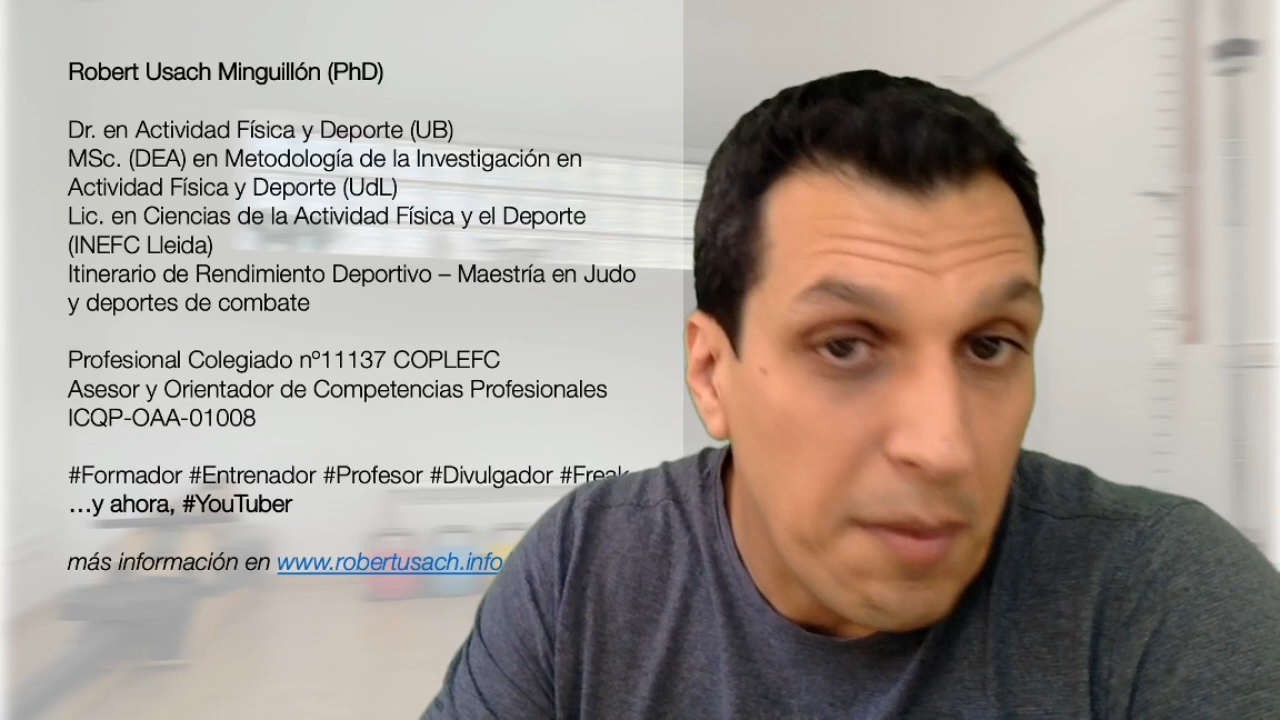 Robert Usach Minguillón (PhD)
Dr. en Actividad Física y Deporte (UB)
MSc. (DEA) en Metodología de la Investigación en
Actividad Física y Deporte (UdL)
Lic. en Ciencias de la Actividad Física y el Deporte
(INEFC Lleida)
Itinerario de Rendimiento Deportivo – Maestría en Judo
y deportes de combate
Profesional Colegiado nº11137 COPLEFC
Asesor y Orientador de Competencias Profesionales
ICQP-OAA-01008
#Formador #Entrenador #Profesor #Divulgador #Freak
…y ahora, #YouTuber
más información en www.robertusach.info